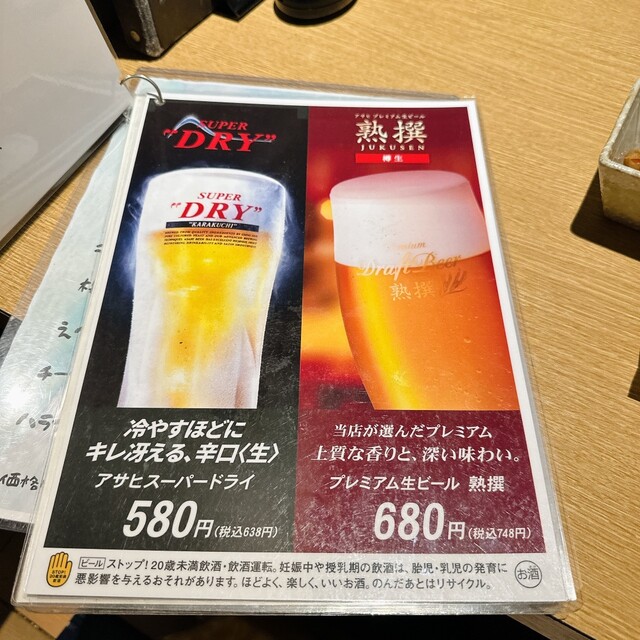 SUPER
"DRY"
SUPER
"DRY"
"KARAKUCHI"
冷やすほどに
キレ冴える、辛口〈生〉
アサヒスーパードライ
580円(税込638円)
アサヒ プレミアム生ビール
熟撰
JUKUSEN
樽生
Premium
Draft Beer
熟撰
当店が選んだプレミアム
上質な香りと、深い味わい。
プレミアム生ビール 熟撰
680円(税込748円)
ビール ストップ!20歳未満飲酒・飲酒運転。妊娠中や授乳期の飲酒は、胎児・乳児の発育に
悪影響を与えるおそれがあります。ほどよく、楽しく、いいお酒。のんだあとはリサイクル。
お酒
価格